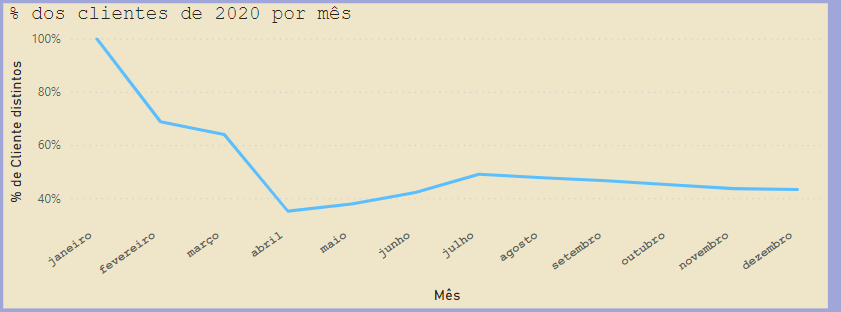 % dos clientes de 2020 por mês
100%
80%
60%
40%
% de Cliente distintos
janeiro
fevereiro
março
abril
maio
junho
julho
agosto
setembro
outubro
novembro
dezembro
Mês